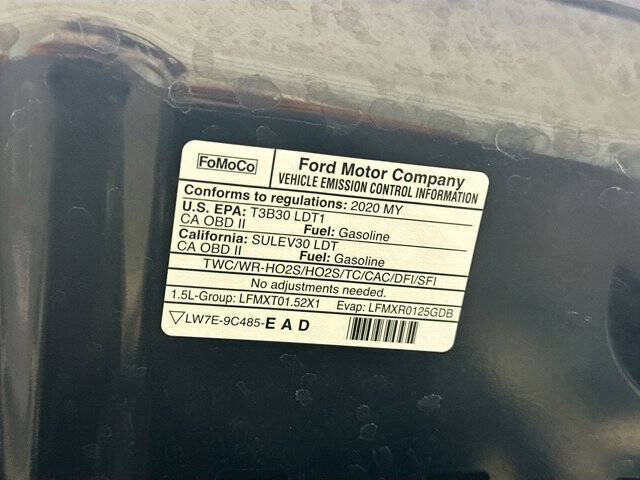 FoMoCo
Ford Motor Company
VEHICLE EMISSION CONTROL INFORMATION
Conforms to regulations: 2020 MY
U.S. EPA: T3B30 LDT1
CA OBD II Fuel: Gasoline
California: SULEV30 LDT
CA OBD II Fuel: Gasoline
TWC/WR-HO2S/HO2S/TC/CAC/DFI/SFI
No adjustments needed.
1.5L-Group: LFMXT01.52X1 Evap: LFMXR0125GDB
LW7E-9C485-EAD